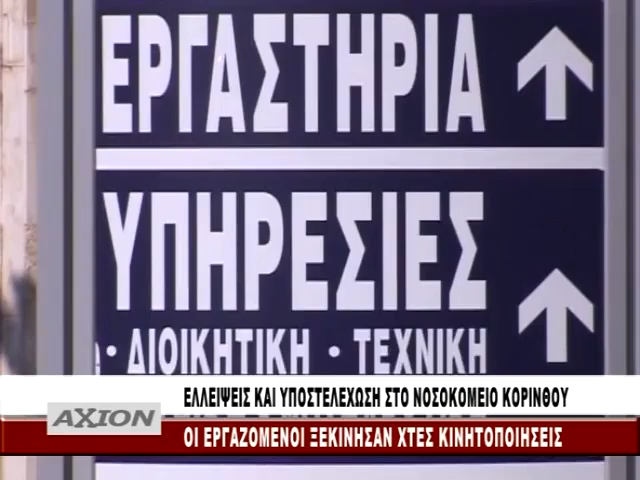 ΕΡΓΑΣΤΗΡΙΑ
ΥΠΗΡΕΣΙΕΣ
· ΔΙΟΙΚΗΤΙΚΗ · ΤΕΧΝΙΚΗ
ΕΛΛΕΙΨΕΙΣ ΚΑΙ ΥΠΟΣΤΕΛΕΧΩΣΗ ΣΤΟ ΝΟΣΟΚΟΜΕΙΟ ΚΟΡΙΝΘΟΥ
AXION
ΟΙ ΕΡΓΑΖΟΜΕΝΟΙ ΞΕΚΙΝΗΣΑΝ ΧΤΕΣ ΚΙΝΗΤΟΠΟΙΗΣΕΙΣ